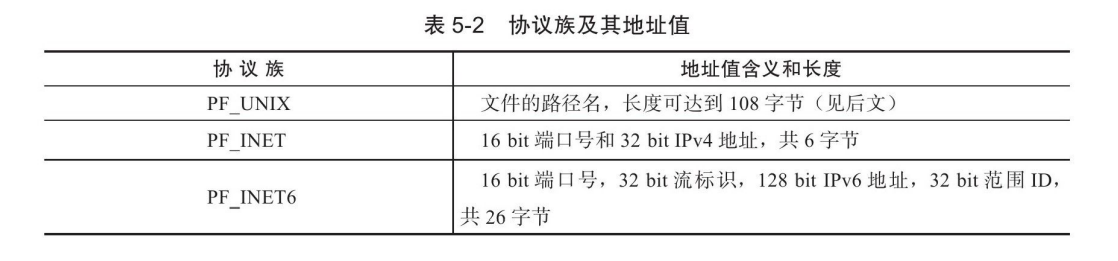 表 5-2 协议族及其地址值
协 议 族 地址值含义和长度
PF_UNIX 文件的路径名，长度可达到 108 字节（见后文）
PF_INET 16 bit 端口号和 32 bit IPv4 地址，共 6 字节
PF_INET6 16 bit 端口号，32 bit 流标识，128 bit IPv6 地址，32 bit 范围 ID，
共 26 字节